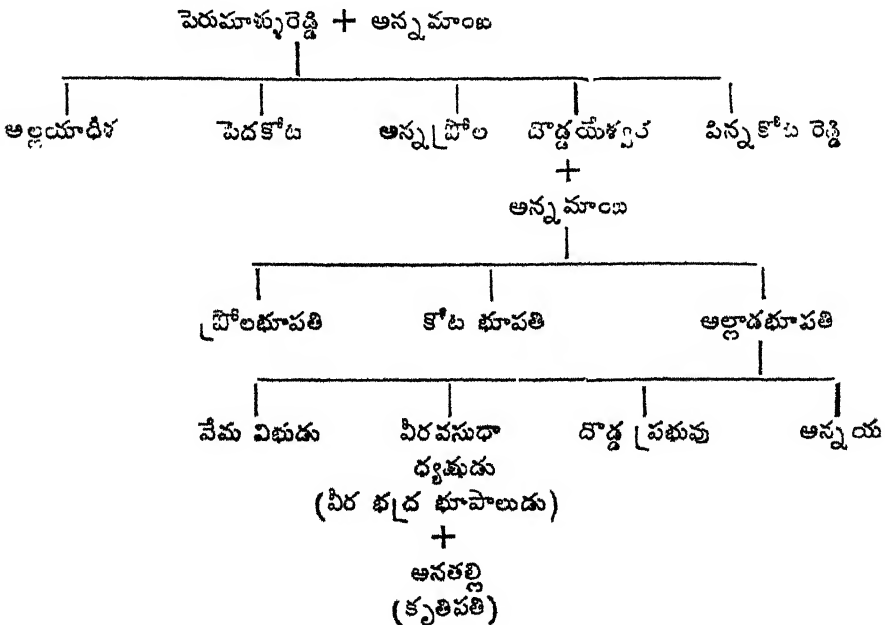 పెరుమాళ్ళురెడ్డి + అన్నమాంబ
అల్లయాధీశ పెదకోట అన్నప్రోల దొడ్డయేశ్వర పిన్నకోట రెడ్డి
+
అన్నమాంబ
ప్రోలభూపతి కోట భూపతి అల్లాడభూపతి
వేమ విభుడు వీరవసుధా దొడ్డ ప్రభువు అన్నయ
ధ్యక్షుడు
(వీర భద్ర భూపాలుడు)
+
అనతల్లి
(కృతిపతి)